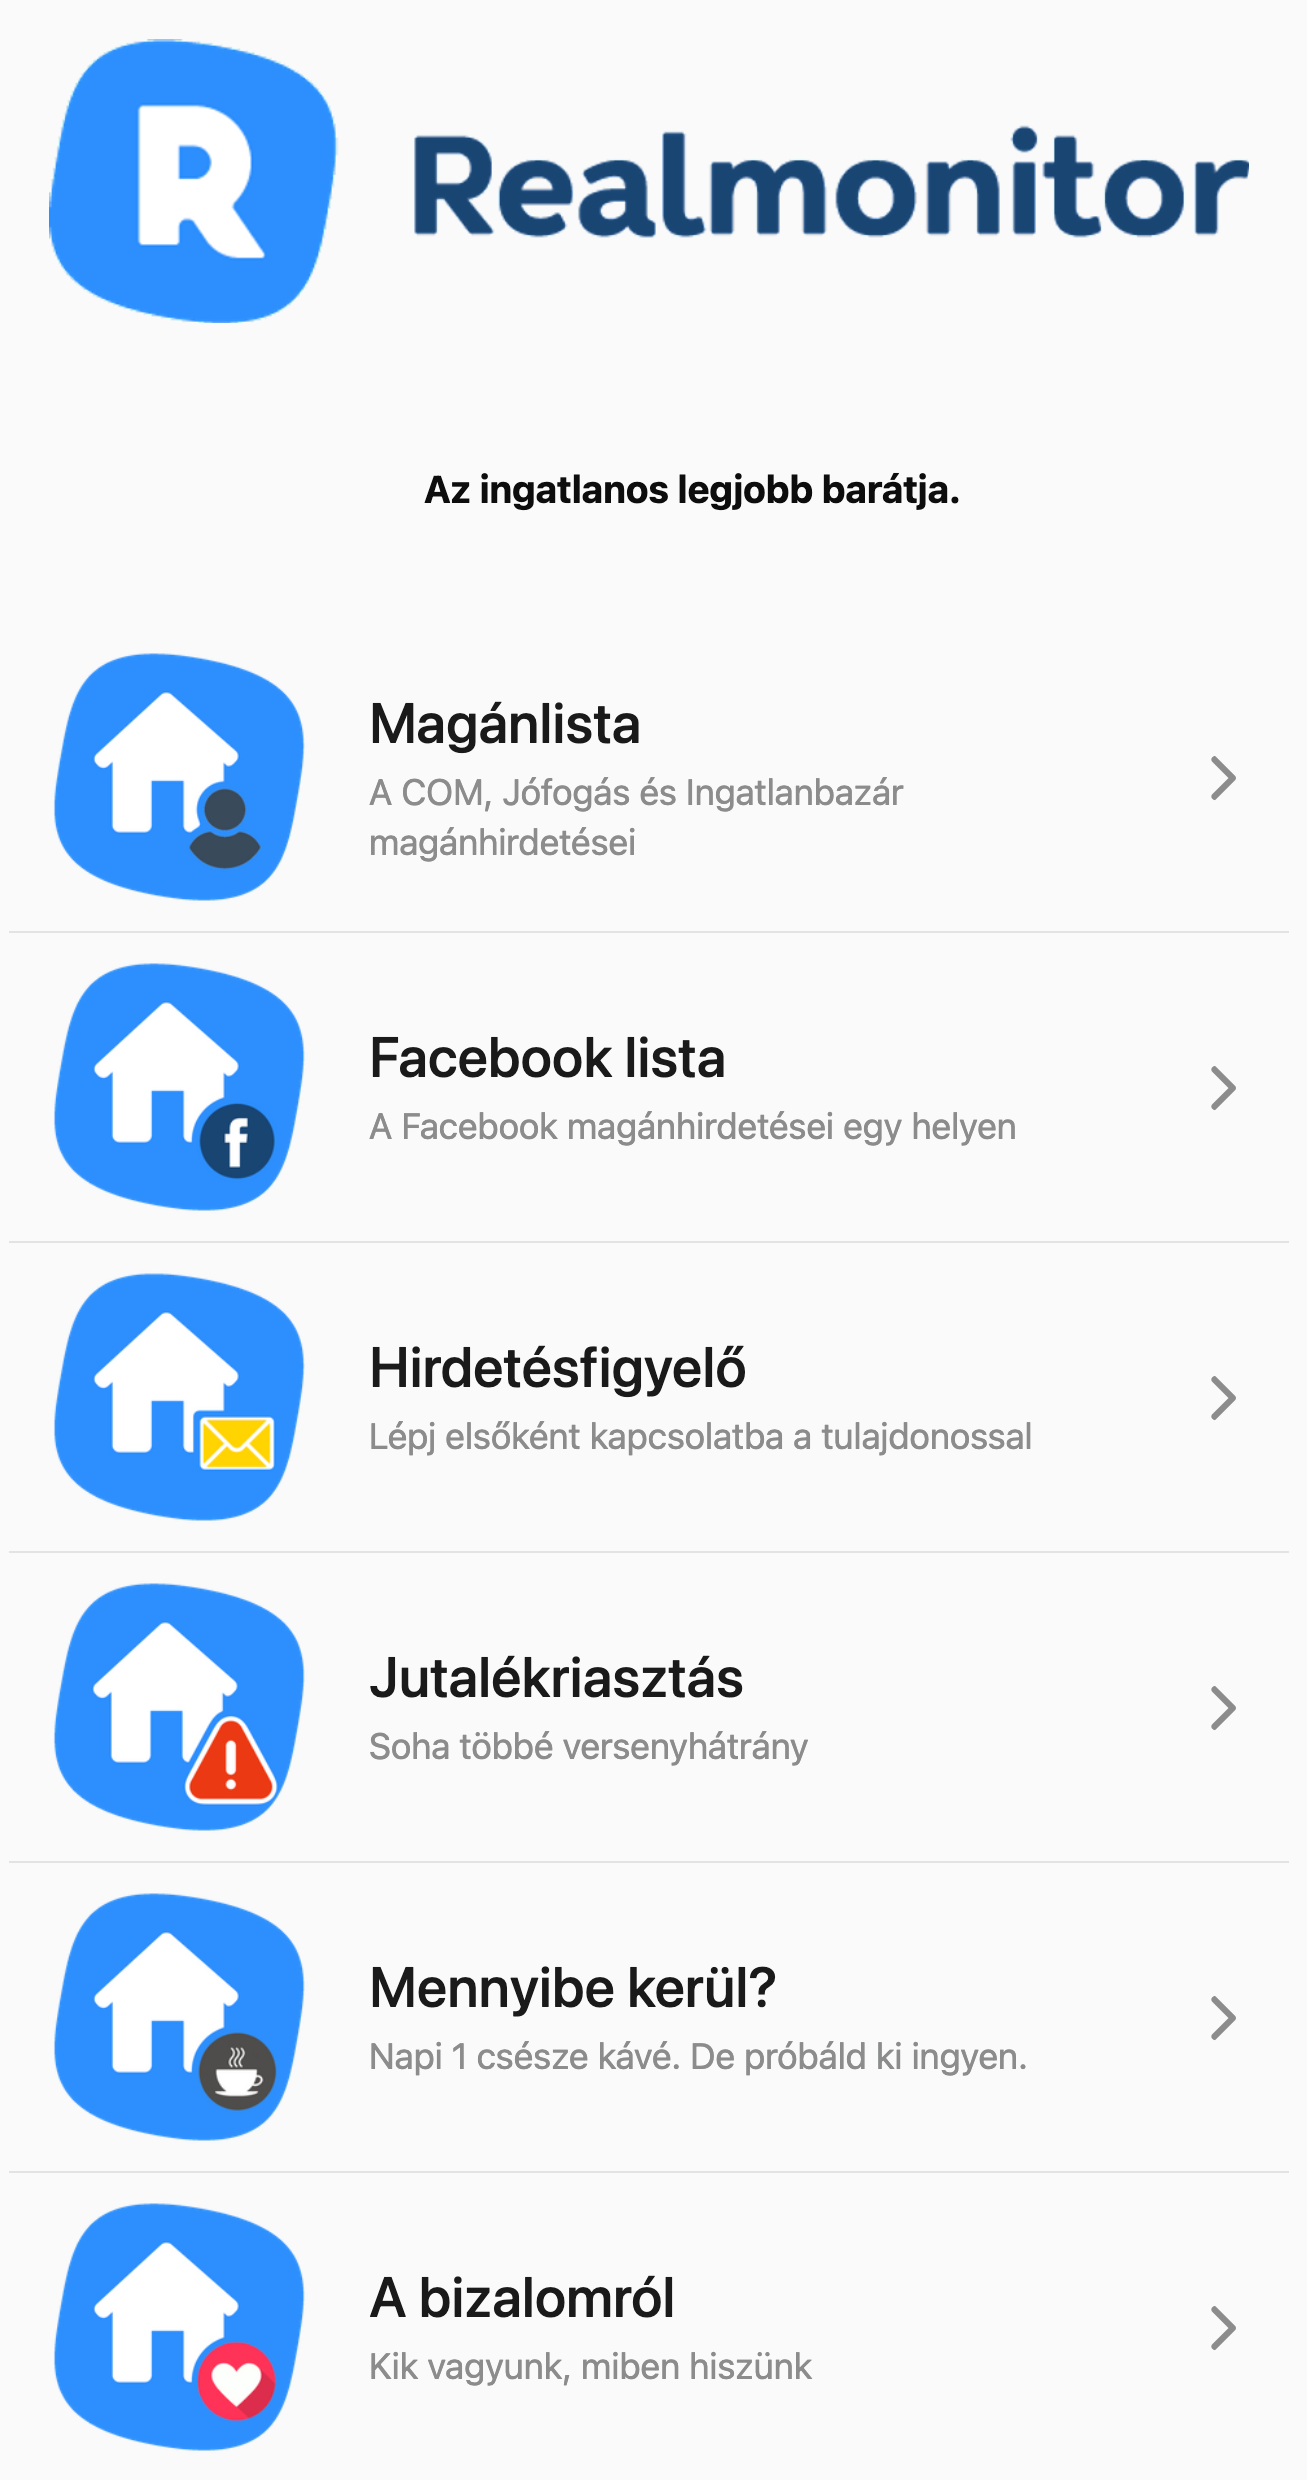 R Realmonitor
Az ingatlanos legjobb barátja.
Magánlista
A COM, Jófogás és Ingatlanbazár
magánhirdetései
Facebook lista
A Facebook magánhirdetései egy helyen
f
Hirdetésfigyelő
Lépj elsőként kapcsolatba a tulajdonossal
Jutalékriasztás
Soha többé versenyhátrány
!
Mennyibe kerül?
Napi 1 csésze kávé. De próbáld ki ingyen.
A bizalomról
Kik vagyunk, miben hiszünk